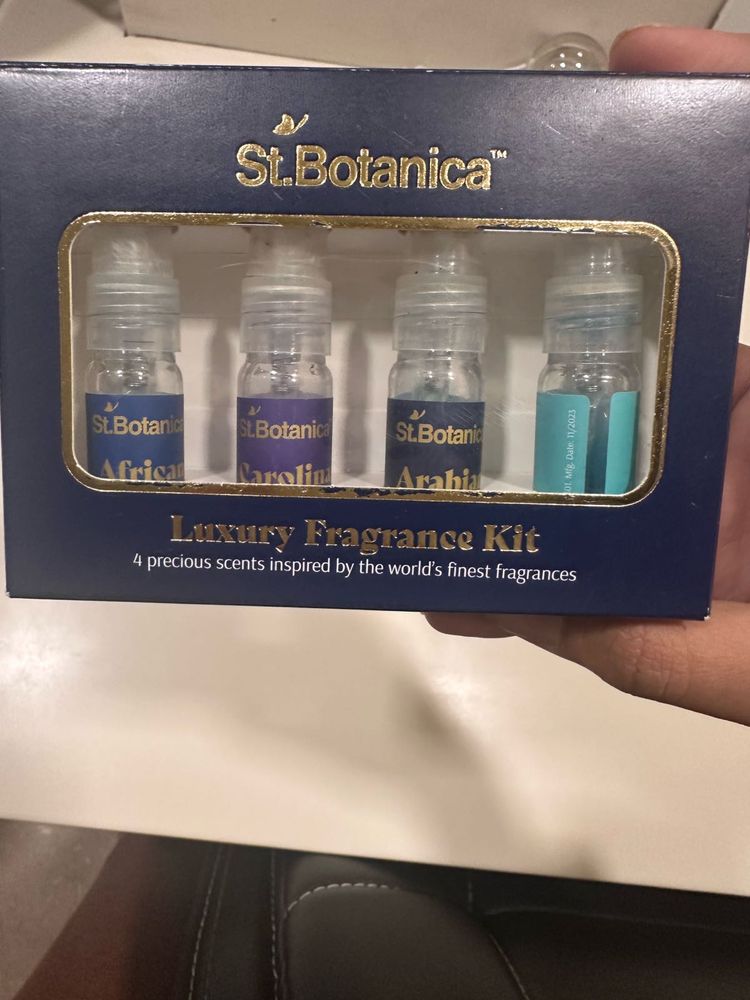 St.Botanica™
St.Botanica
African
St.Botanica
Carolina
St.Botanica
Arabian
Mfg. Date: 11/2023
Luxury Fragrance Kit
4 precious scents inspired by the world's finest fragrances